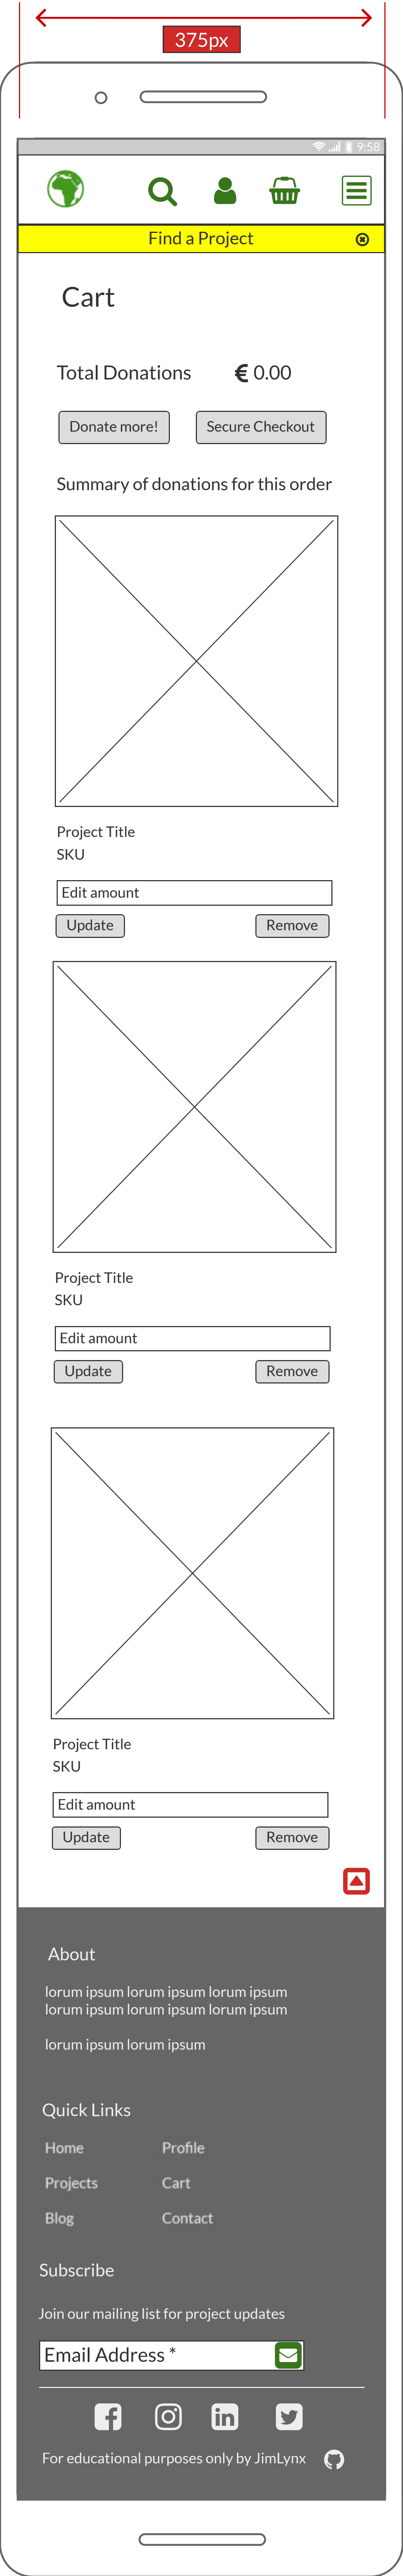 375px
9:58
Find a Project
Cart
Total Donations € 0.00
Donate more! Secure Checkout
Summary of donations for this order
Project Title
SKU
Edit amount
Update Remove
Project Title
SKU
Edit amount
Update Remove
Project Title
SKU
Edit amount
Update Remove
About
lorum ipsum lorum ipsum lorum ipsum
lorum ipsum lorum ipsum lorum ipsum
lorum ipsum lorum ipsum
Quick Links
Home Profile
Projects Cart
Blog Contact
Subscribe
Join our mailing list for project updates
Email Address *
For educational purposes only by JimLynx